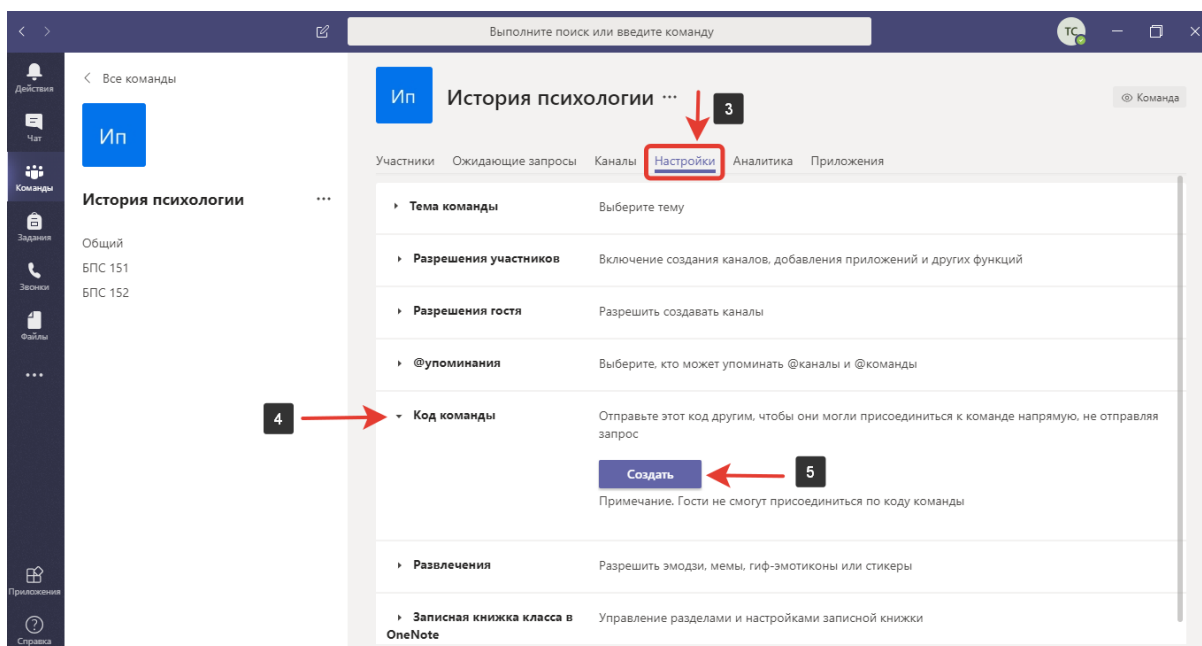 Выполните поиск или введите команду
ТС
Действия
Чат
Команды
Задания
Звонки
Файлы
Приложения
Справка
Все команды
Ип
История психологии
Общий
БПС 151
БПС 152
Ип
История психологии
3
Команда
Участники Ожидающие запросы Каналы Настройки Аналитика Приложения
Тема команды Выберите тему
Разрешения участников Включение создания каналов, добавления приложений и других функций
Разрешения гостя Разрешить создавать каналы
@упоминания Выберите, кто может упоминать @каналы и @команды
4
Код команды Отправьте этот код другим, чтобы они могли присоединиться к команде напрямую, не отправляя
запрос
Создать
5
Примечание. Гости не смогут присоединиться по коду команды
Развлечения Разрешить эмодзи, мемы, гиф-эмотиконы или стикеры
Записная книжка класса в Управление разделами и настройками записной книжки
OneNote